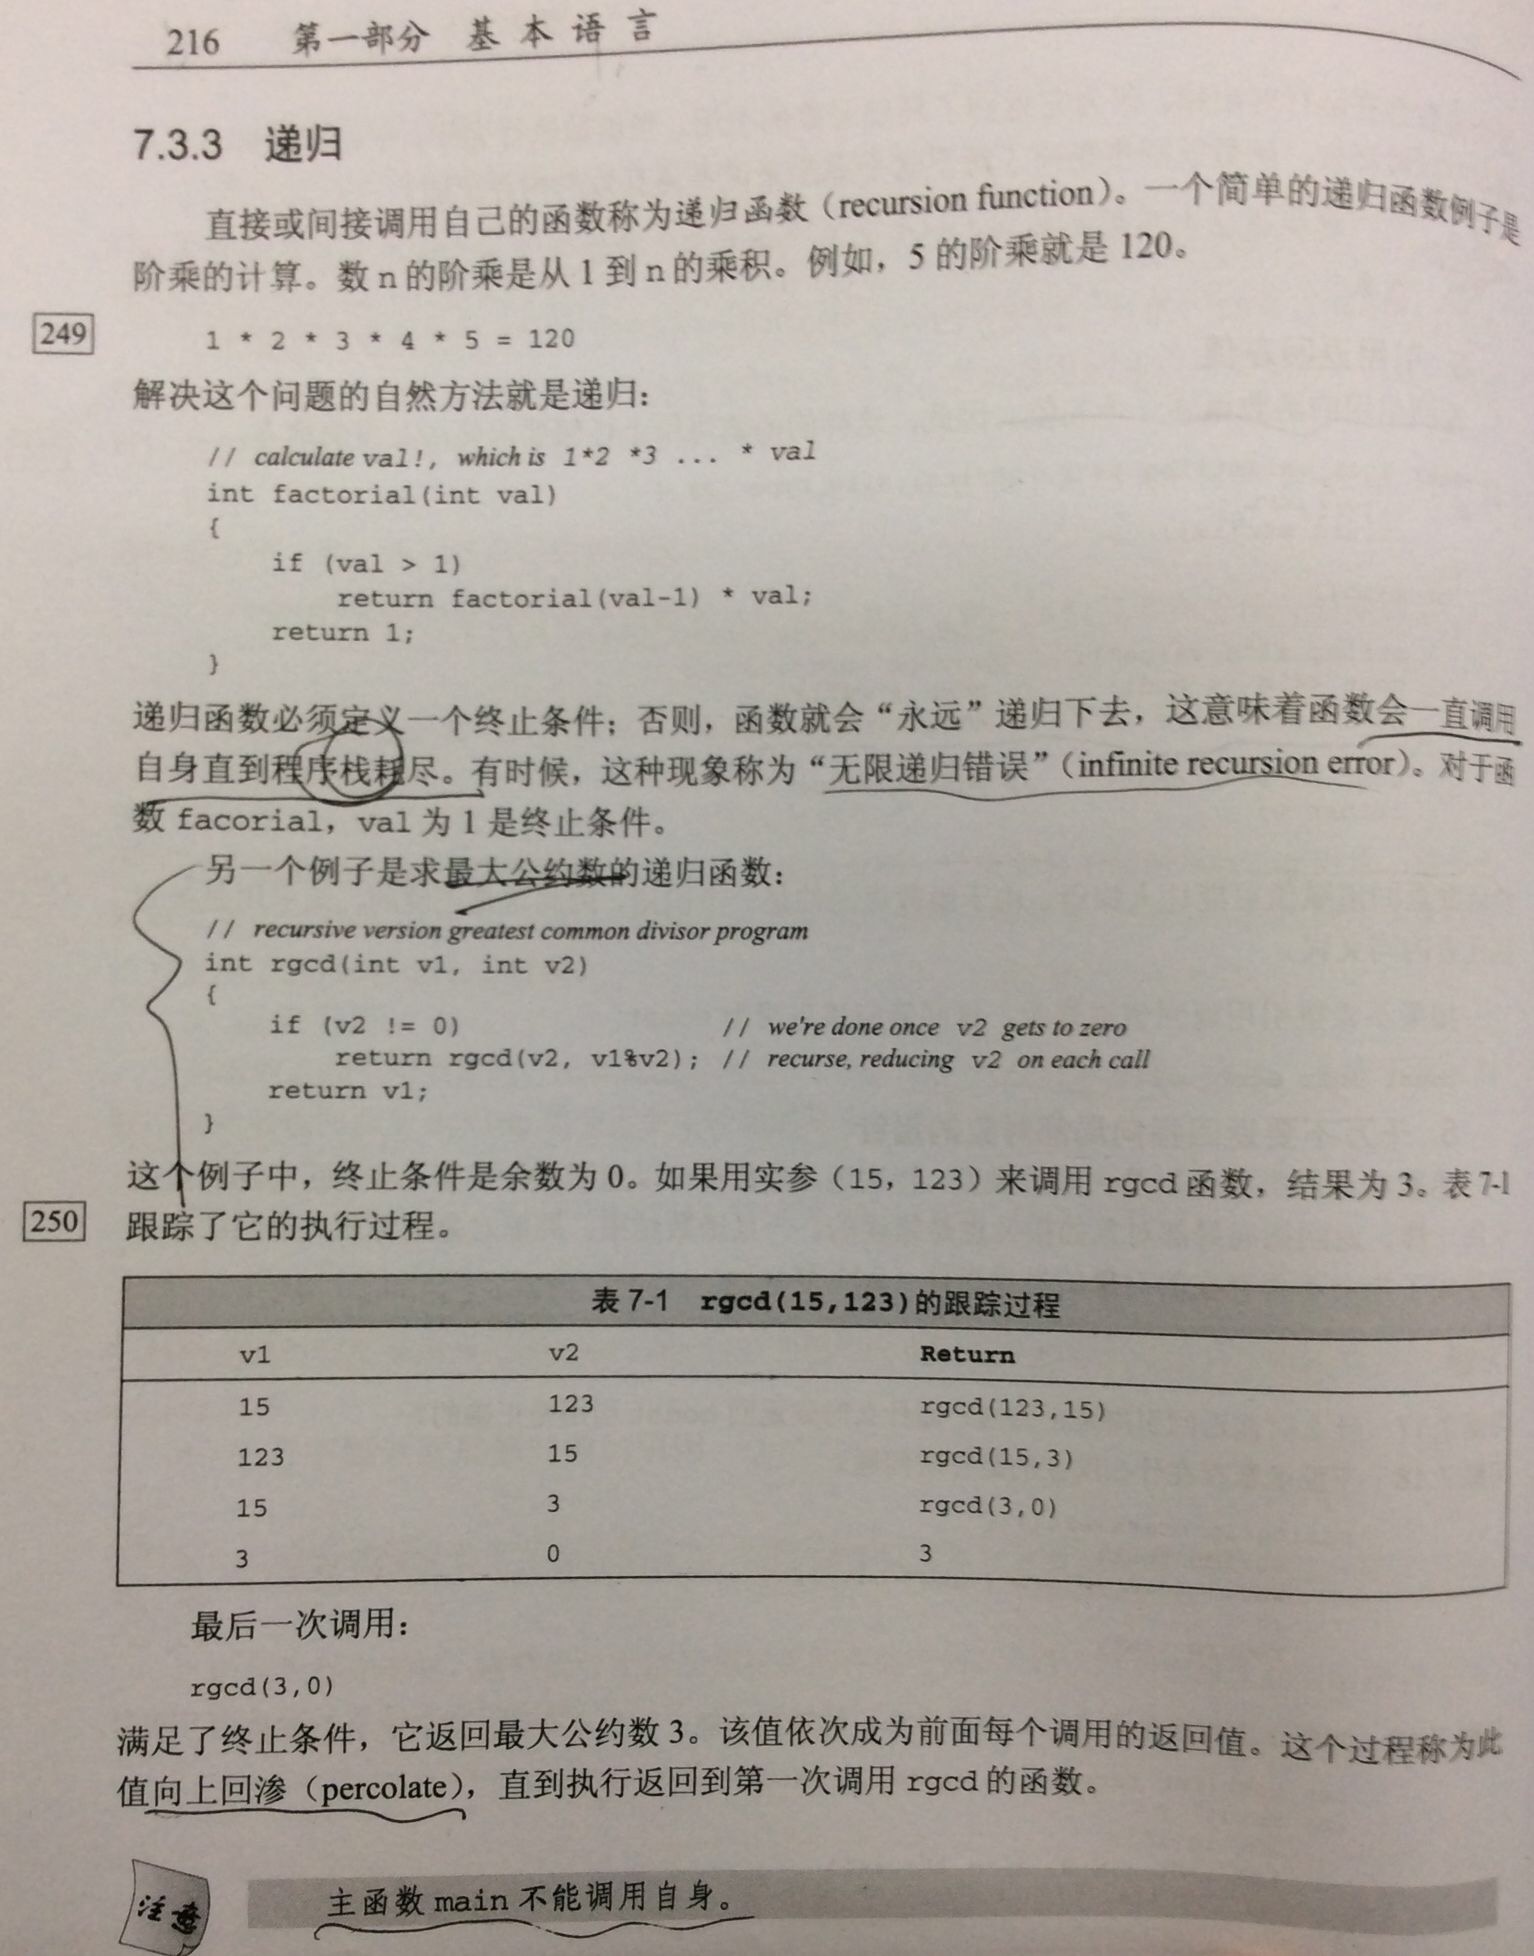 216 第一部分 基本语言
7.3.3 递归
直接或间接调用自己的函数称为递归函数（recursion function）。一个简单的递归函数例子是
阶乘的计算。数 n 的阶乘是从 1 到 n 的乘积。例如，5 的阶乘就是 120。
249
1 * 2 * 3 * 4 * 5 = 120
解决这个问题的自然方法就是递归：
// calculate val!, which is 1*2 *3 ... * val
int factorial(int val)
{
if (val > 1)
return factorial(val-1) * val;
return 1;
}
递归函数必须定义一个终止条件；否则，函数就会“永远”递归下去，这意味着函数会一直调用
自身直到程序栈耗尽。有时候，这种现象称为“无限递归错误”（infinite recursion error）。对于函
数 facorial，val 为 1 是终止条件。
另一个例子是求最大公约数的递归函数：
// recursive version greatest common divisor program
int rgcd(int v1, int v2)
{
if (v2 != 0) // we're done once v2 gets to zero
return rgcd(v2, v1%v2); // recurse, reducing v2 on each call
return v1;
}
这个例子中，终止条件是余数为 0。如果用实参（15，123）来调用 rgcd 函数，结果为 3。表 7-1
250
跟踪了它的执行过程。
表 7-1 rgcd(15,123)的跟踪过程
v1 v2 Return
15 123 rgcd(123,15)
123 15 rgcd(15,3)
15 3 rgcd(3,0)
3 0 3
最后一次调用：
rgcd(3,0)
满足了终止条件，它返回最大公约数 3。该值依次成为前面每个调用的返回值。这个过程称为此
值向上回渗（percolate），直到执行返回到第一次调用 rgcd 的函数。
注意
主函数 main 不能调用自身。